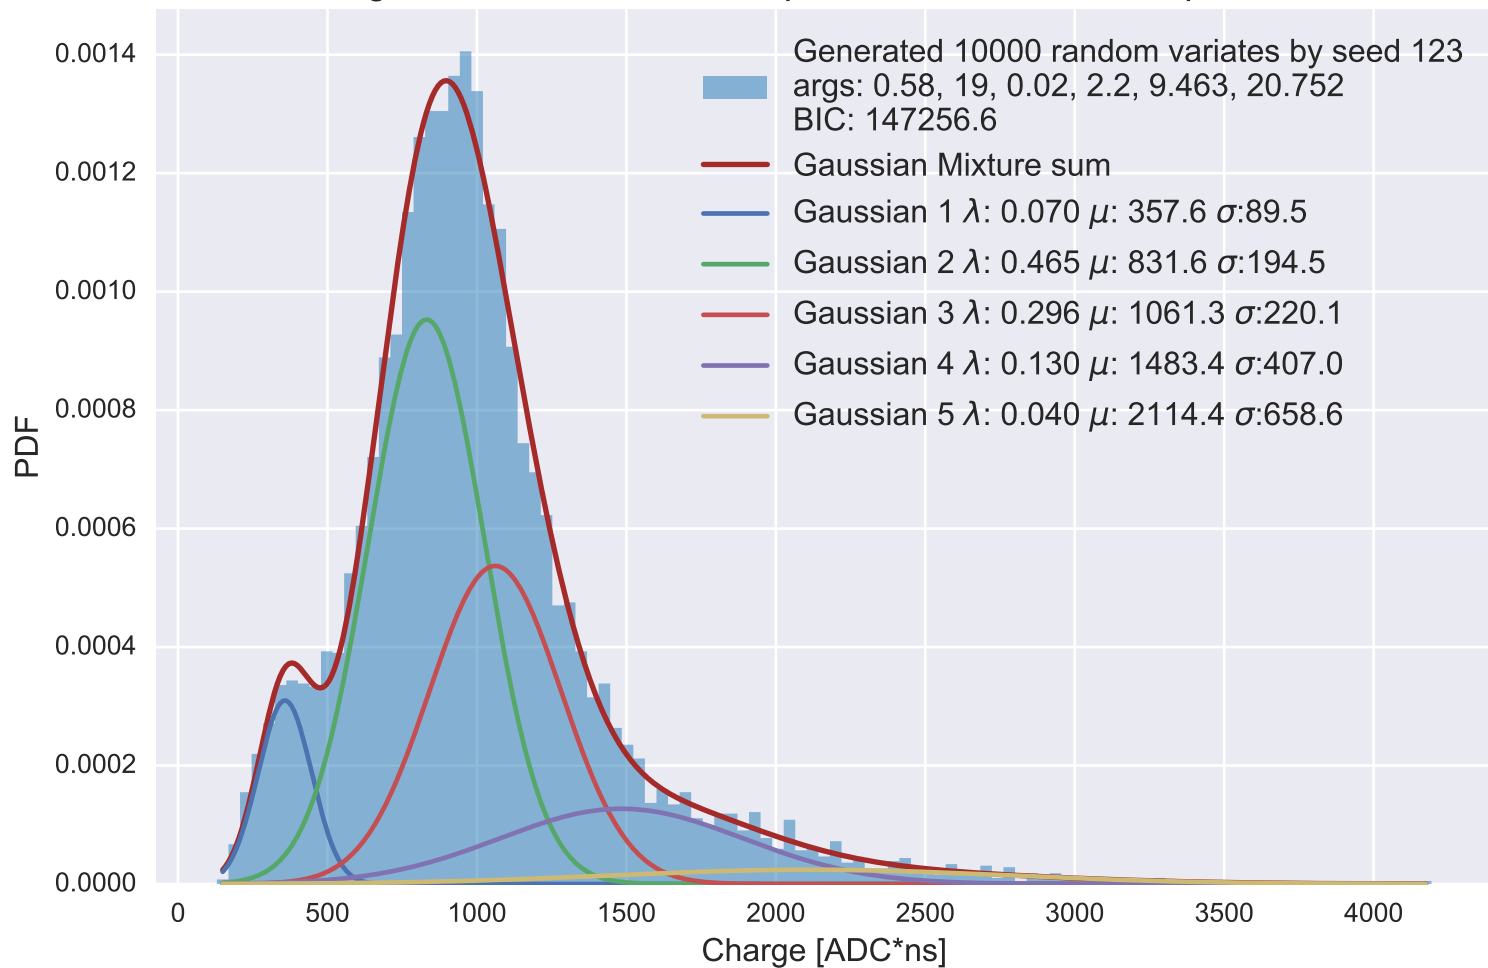 Generated 10000 random variates by seed 123
args: 0.58, 19, 0.02, 2.2, 9.463, 20.752
BIC: 147256.6
Gaussian Mixture sum
Gaussian 1 λ: 0.070 μ: 357.6 σ:89.5
Gaussian 2 λ: 0.465 μ: 831.6 σ:194.5
Gaussian 3 λ: 0.296 μ: 1061.3 σ:220.1
Gaussian 4 λ: 0.130 μ: 1483.4 σ:407.0
Gaussian 5 λ: 0.040 μ: 2114.4 σ:658.6
PDF
0.0014
0.0012
0.0010
0.0008
0.0006
0.0004
0.0002
0.0000
0 500 1000 1500 2000 2500 3000 3500 4000
Charge [ADC*ns]